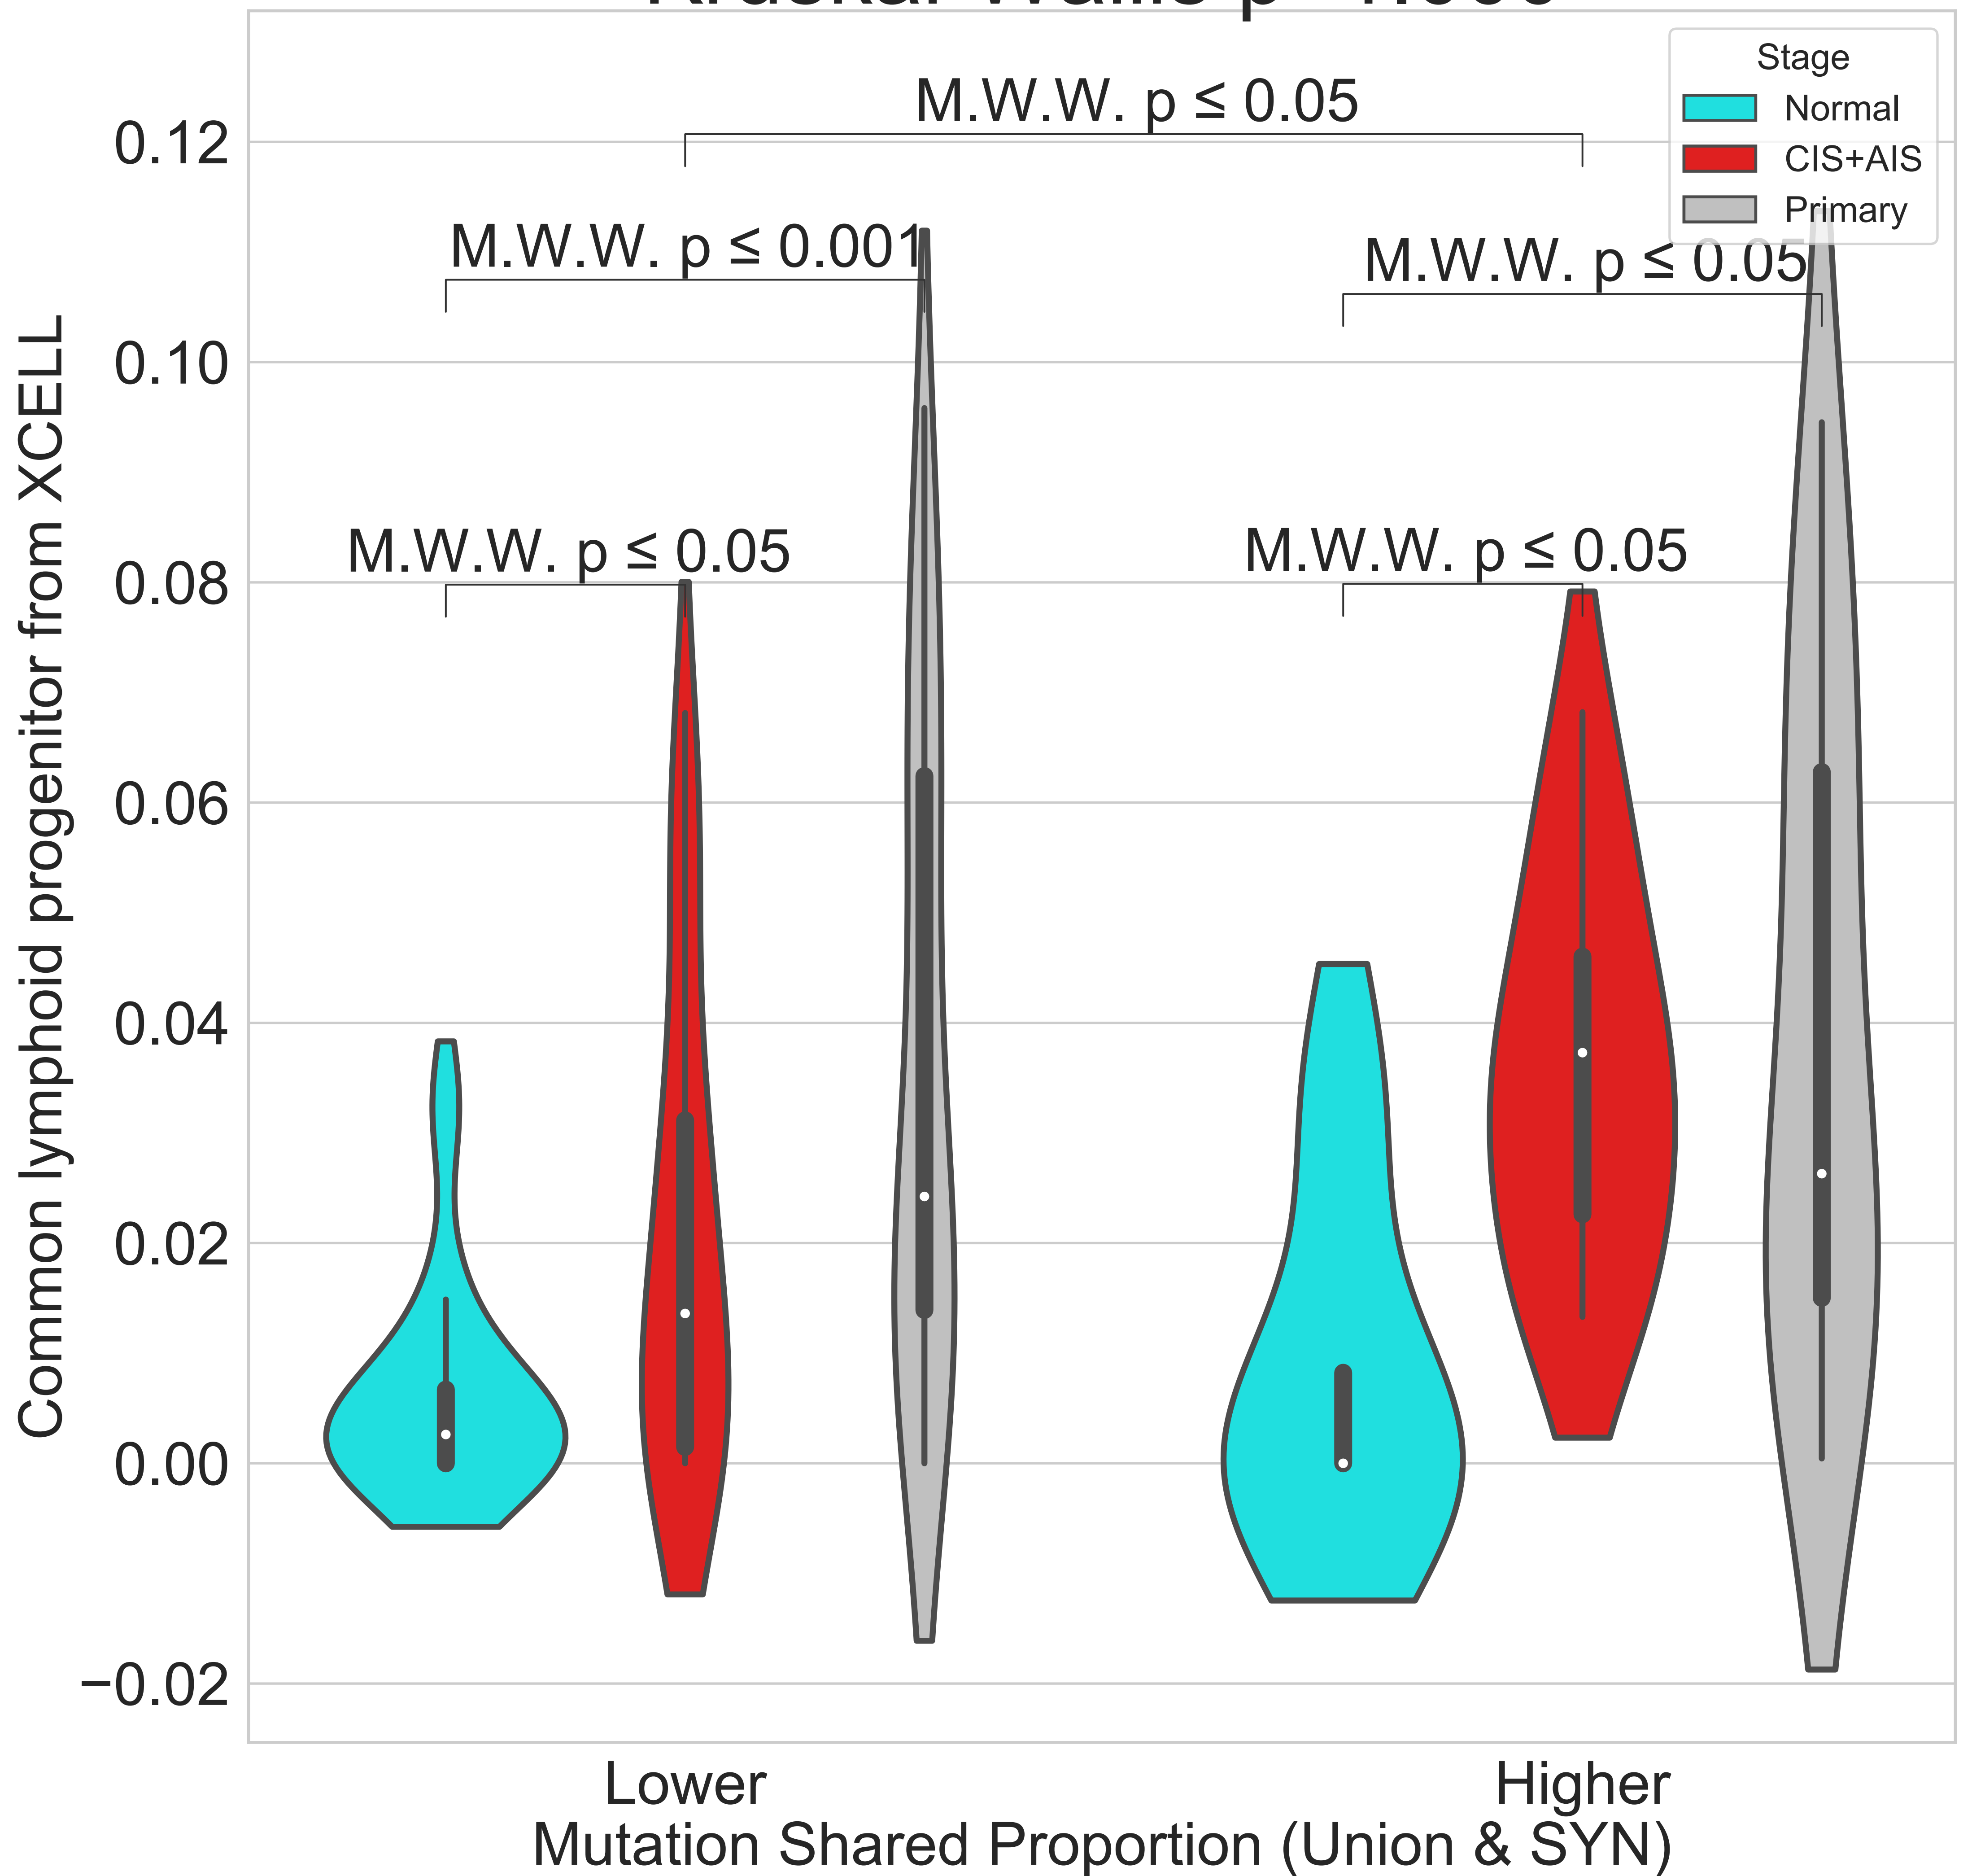 Stage
Normal
CIS+AIS
Primary
M.W.W. p ≤ 0.05
M.W.W. p ≤ 0.001
M.W.W. p ≤ 0.05
M.W.W. p ≤ 0.05
M.W.W. p ≤ 0.05
0.12
0.10
0.08
0.06
0.04
0.02
0.00
−0.02
Common lymphoid progenitor from XCELL
Lower
Higher
Mutation Shared Proportion (Union & SYN)